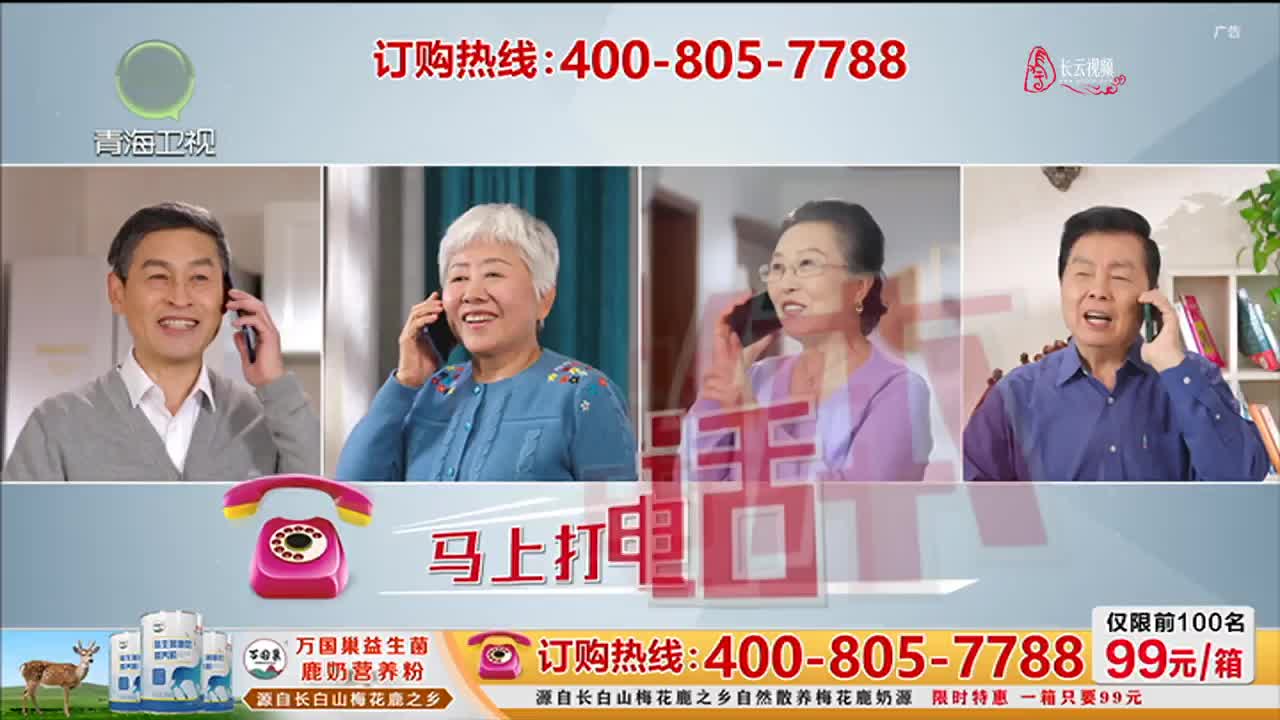 广告
订购热线:400-805-7788
长云视频
青海卫视
马上打电话
仅限前100名
99元/箱
万国巢益生菌
鹿奶营养粉
万国巢
订购热线:400-805-7788
源自长白山梅花鹿之乡
源自长白山梅花鹿之乡自然散养梅花鹿奶源 限时特惠 一箱只要99元